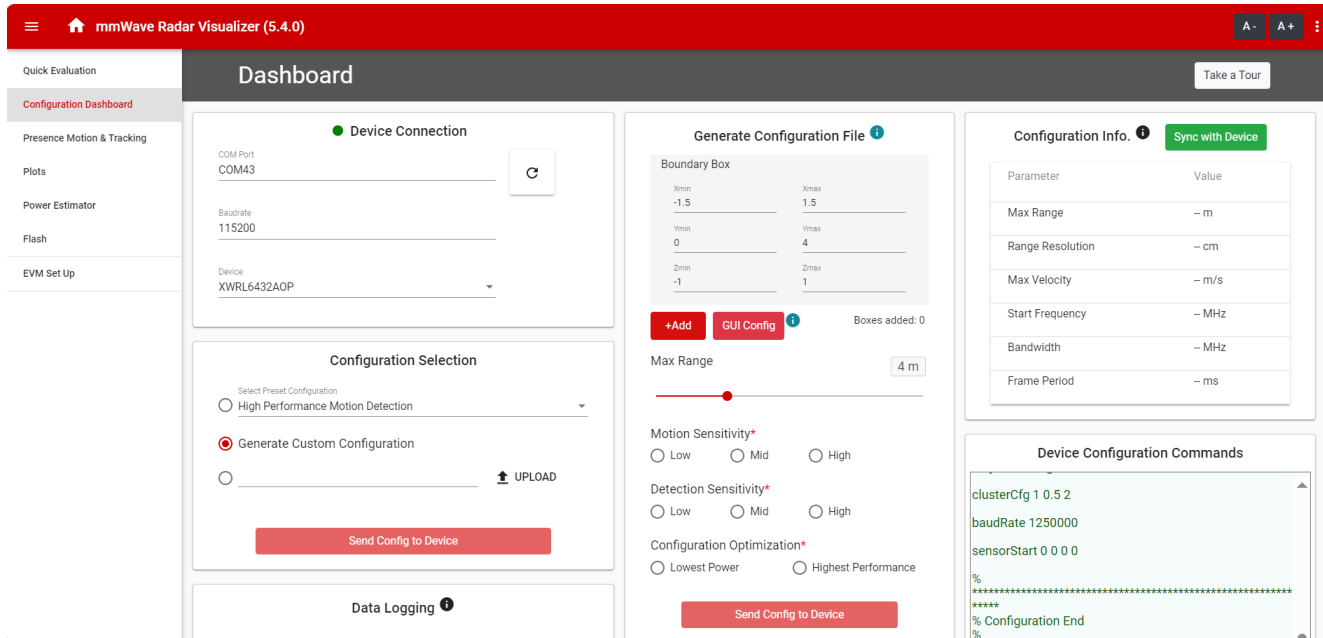 mmWave Radar Visualizer (5.4.0)
A -
A +
Quick Evaluation
Configuration Dashboard
Presence Motion & Tracking
Plots
Power Estimator
Flash
EVM Set Up
Dashboard
Take a Tour
Device Connection
COM Port
COM43
Baudrate
115200
Device
XWRL6432AOP
Configuration Selection
Select Preset Configuration
High Performance Motion Detection
Generate Custom Configuration
UPLOAD
Send Config to Device
Data Logging
Generate Configuration File
Boundary Box
Xmin
-1.5
Xmax
1.5
Ymin
0
Ymax
4
Zmin
-1
Zmax
1
+Add
GUI Config
Boxes added: 0
Max Range
4 m
Motion Sensitivity*
Low Mid High
Detection Sensitivity*
Low Mid High
Configuration Optimization*
Lowest Power Highest Performance
Send Config to Device
Configuration Info.
Sync with Device
Parameter Value
Max Range -- m
Range Resolution -- cm
Max Velocity -- m/s
Start Frequency -- MHz
Bandwidth -- MHz
Frame Period -- ms
Device Configuration Commands
clusterCfg 1 0.5 2
baudRate 1250000
sensorStart 0 0 0 0
%
***********************************************************
*****
% Configuration End
%